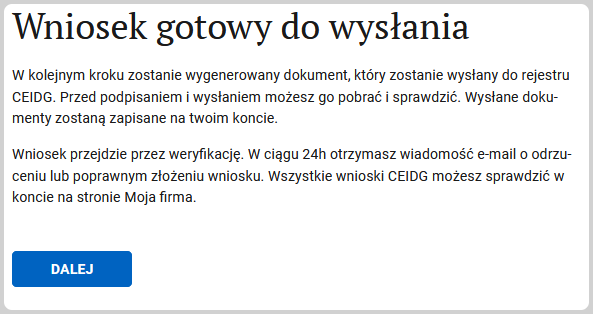 Wniosek gotowy do wysłania
W kolejnym kroku zostanie wygenerowany dokument, który zostanie wysłany do rejestru
CEIDG. Przed podpisaniem i wysłaniem możesz go pobrać i sprawdzić. Wysłane doku-
menty zostaną zapisane na twoim koncie.
Wniosek przejdzie przez weryfikację. W ciągu 24h otrzymasz wiadomość e-mail o odrzu-
ceniu lub poprawnym złożeniu wniosku. Wszystkie wnioski CEIDG możesz sprawdzić w
koncie na stronie Moja firma.
DALEJ